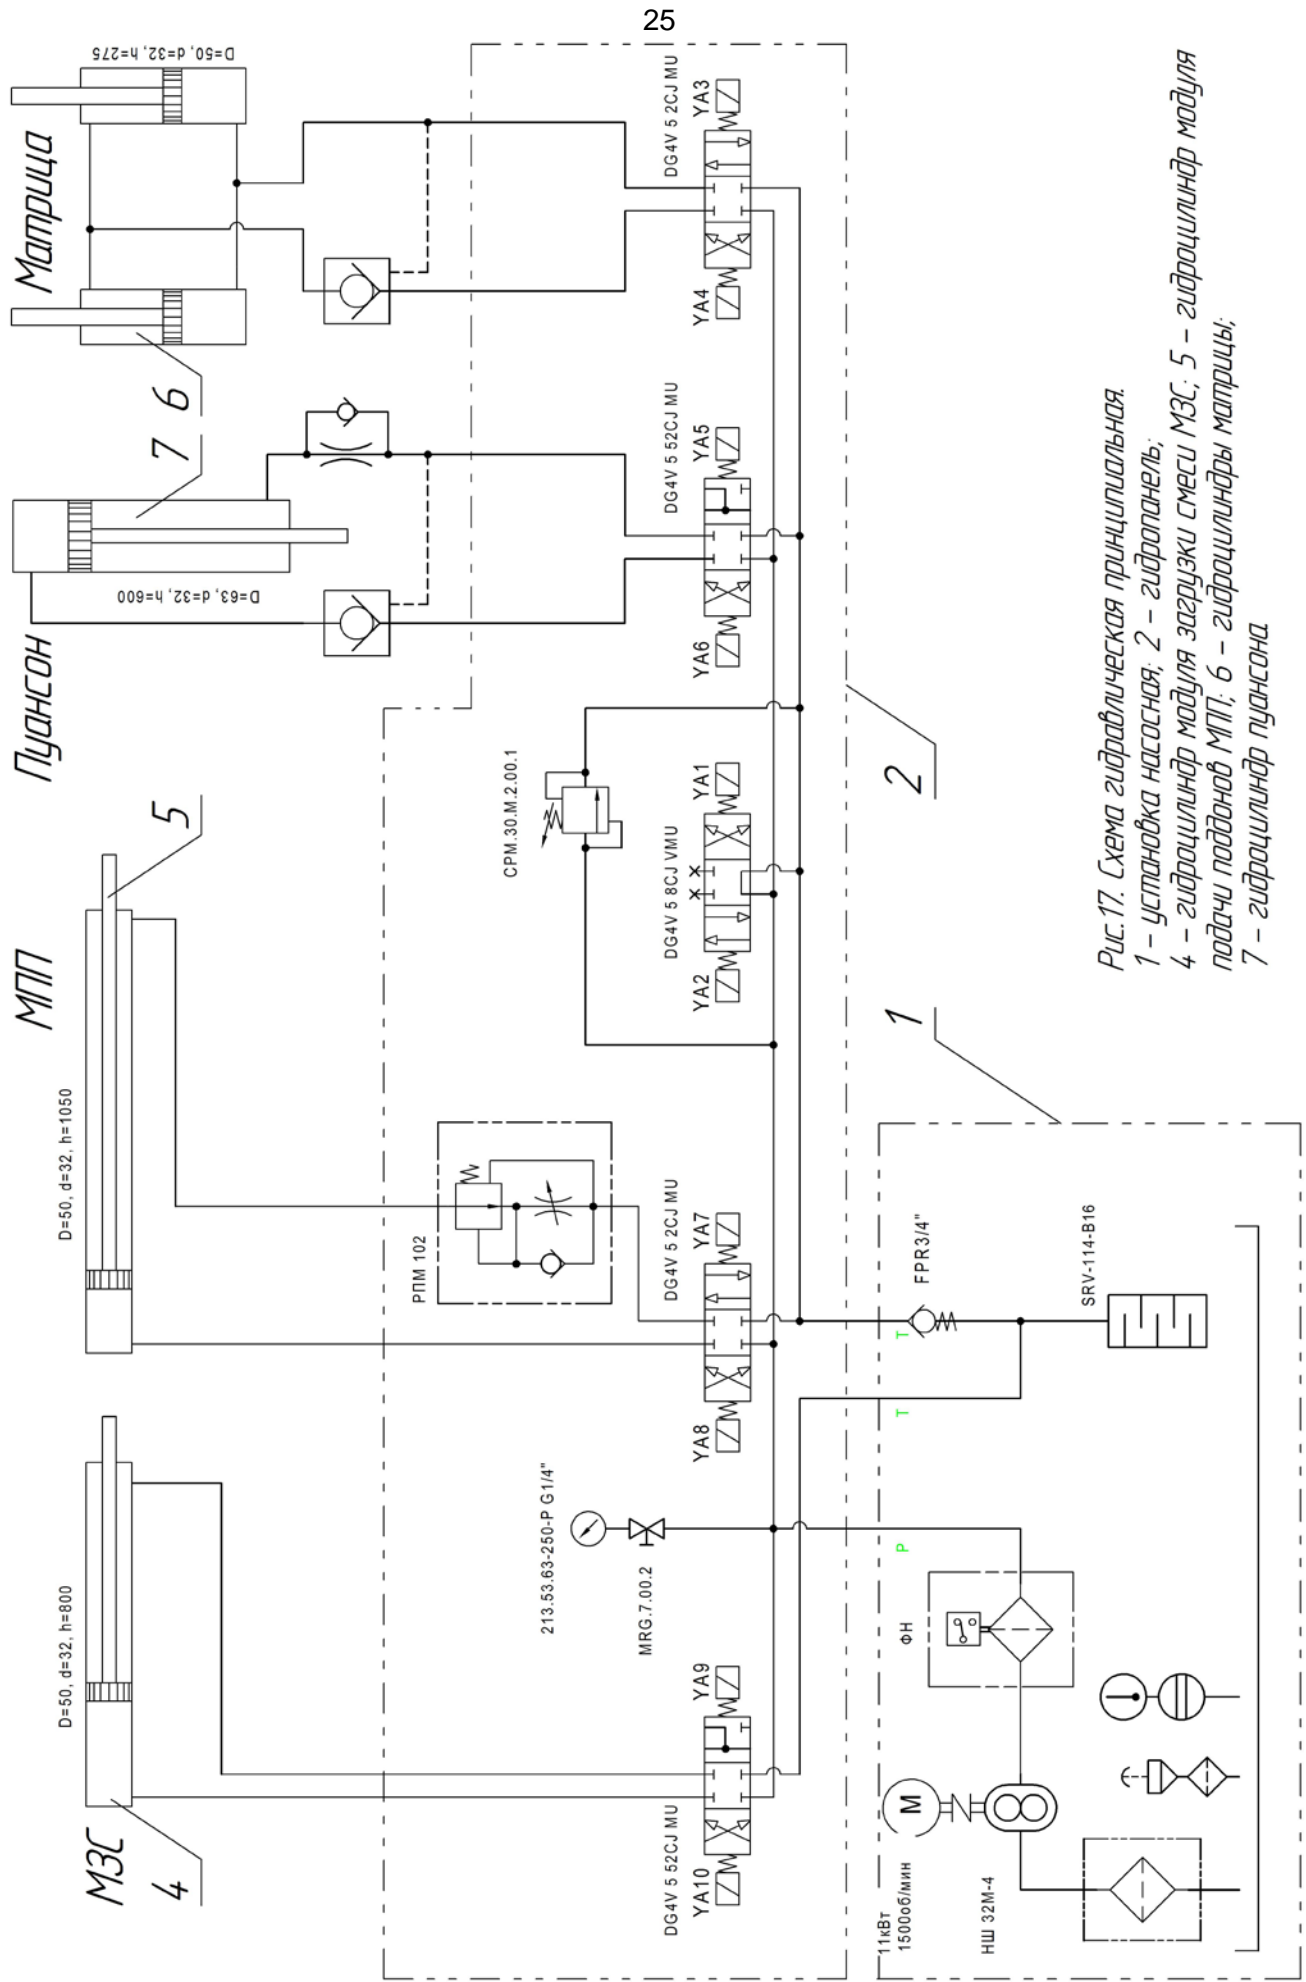 25
Матрица
D=50, d=32, h=275
6
7
Пуансон
D=63, d=32, h=600
МПП
D=50, d=32, h=1050
5
МЗС
D=50, d=32, h=800
4
DG4V 5 2CJ MU
YA3
YA4
DG4V 5 52CJ MU
YA5
YA6
СРМ.30.М.2.00.1
DG4V 5 8CJ VMU
YA1
YA2
2
РПМ 102
DG4V 5 2CJ MU
YA7
YA8
213.53.63-250-P G1/4"
MRG.7.00.2
DG4V 5 52CJ MU
YA9
YA10
1
FPR3/4"
T
T
P
SRV-114-B16
ФН
М
11кВт
1500об/мин
НШ 32М-4
Рис.17. Схема гидравлическая принципиальная.
1 – установка насосная; 2 – гидропанель;
4 – гидроцилиндр модуля загрузки смеси МЗС; 5 – гидроцилиндр модуля
подачи поддонов МПП; 6 – гидроцилиндры матрицы;
7 – гидроцилиндр пуансона